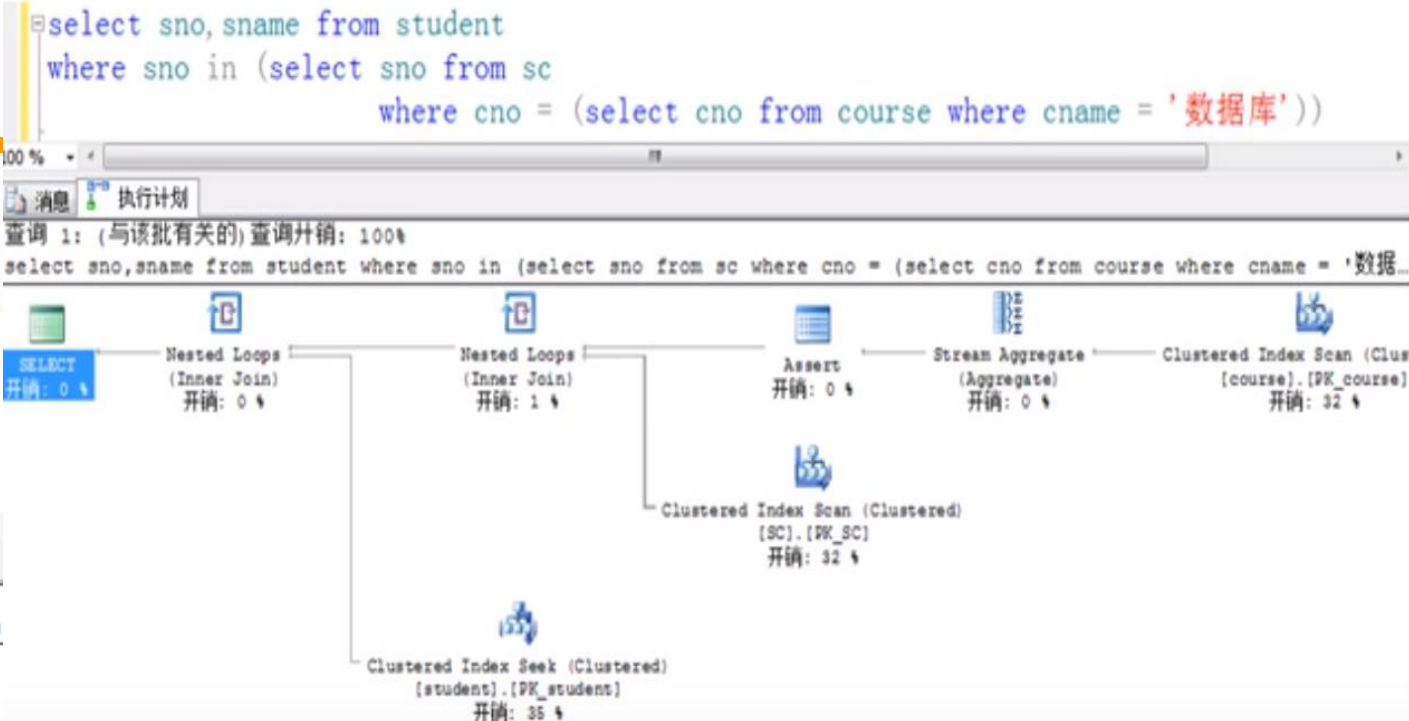 select sno,sname from student
where sno in (select sno from sc
where cno = (select cno from course where cname = '数据库'))
100 %
消息 执行计划
查询 1: (与该批有关的)查询开销: 100%
select sno,sname from student where sno in (select sno from sc where cno = (select cno from course where cname = '数据...
SELECT
开销: 0 %
Nested Loops
(Inner Join)
开销: 0 %
Nested Loops
(Inner Join)
开销: 1 %
Assert
开销: 0 %
Stream Aggregate
(Aggregate)
开销: 0 %
Clustered Index Scan (Clus
[course].[PK_course]
开销: 32 %
Clustered Index Scan (Clustered)
[SC].[PK_SC]
开销: 32 %
Clustered Index Seek (Clustered)
[student].[PK_student]
开销: 35 %